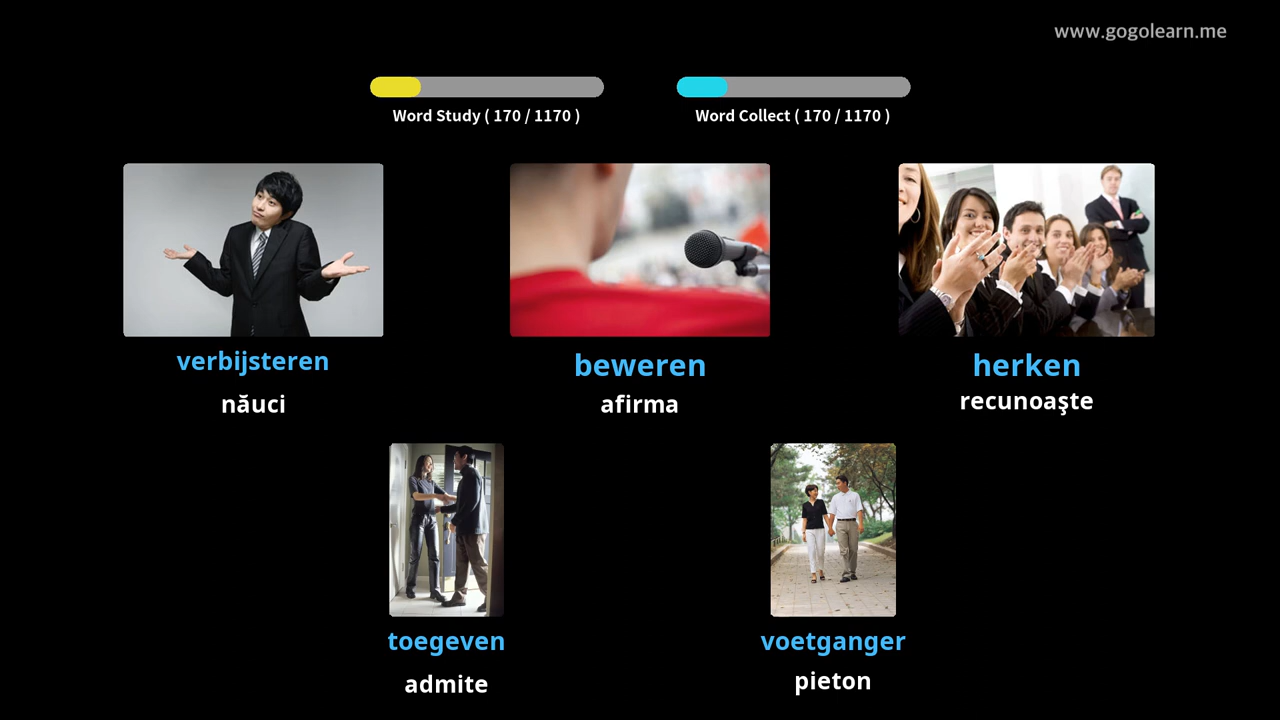 www.gogolearn.me
Word Study ( 170 / 1170 )
Word Collect ( 170 / 1170 )
verbijsteren
beweren
herken
năuci
afirma
recunoaşte
toegeven
voetganger
admite
pieton